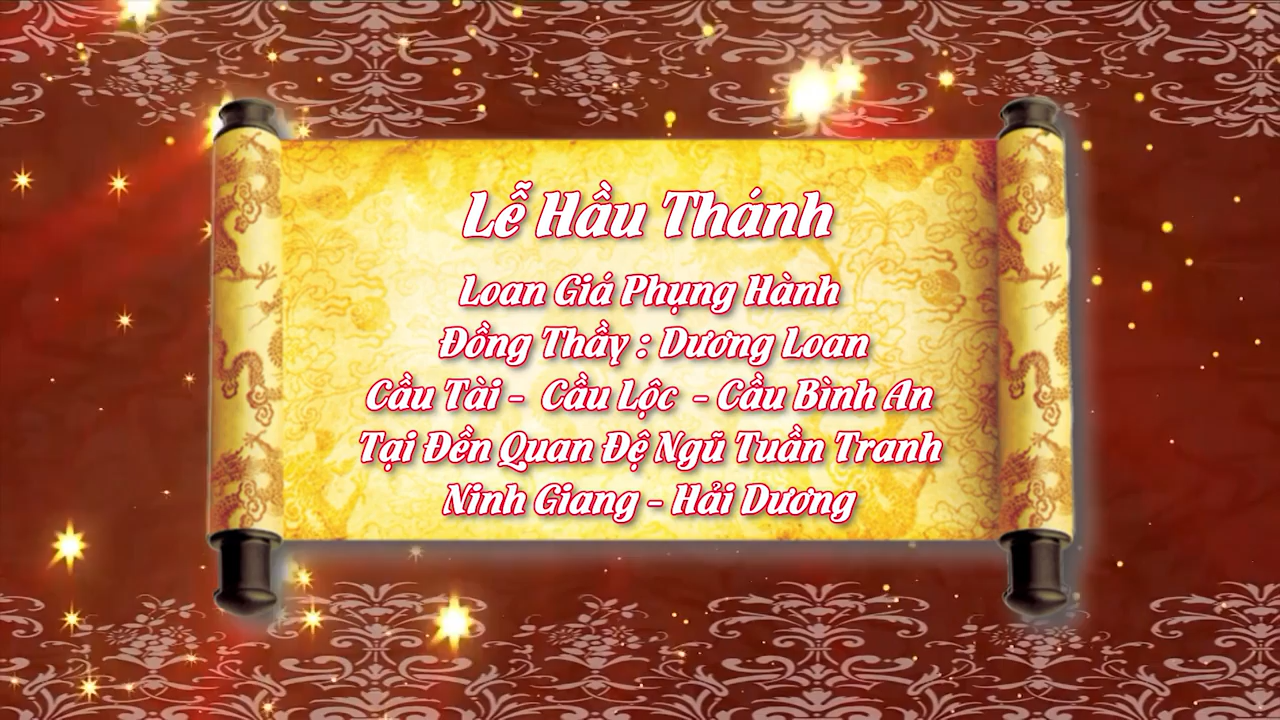 Lễ Hầu Thánh
Loan Giá Phụng Hành
Đồng Thầy : Dương Loan
Cầu Tài - Cầu Lộc - Cầu Bình An
Tại Đền Quan Đệ Ngũ Tuần Tranh
Ninh Giang - Hải Dương